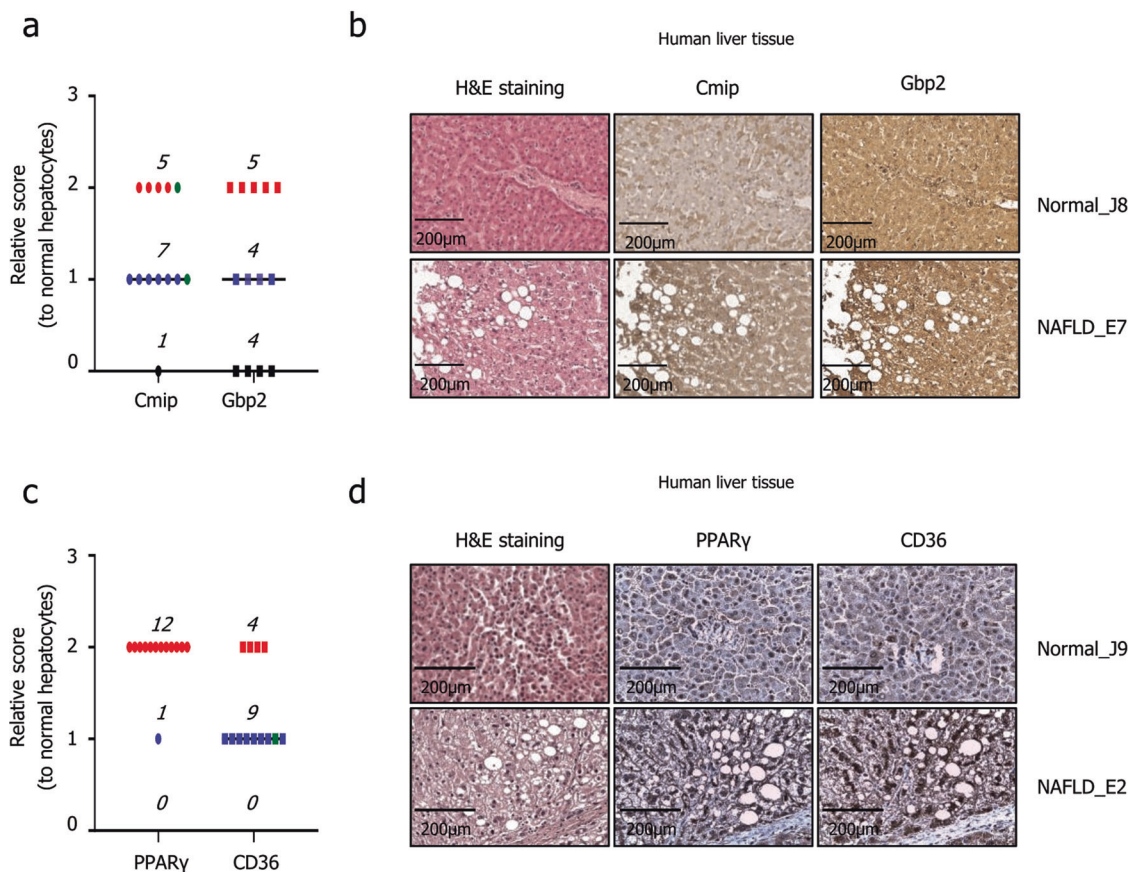 a
3
2
1
0
Relative score
(to normal hepatocytes)
5
5
7
4
1
4
Cmip
Gbp2
b
Human liver tissue
H&E staining
Cmip
Gbp2
200µm
200µm
200µm
Normal_J8
200µm
200µm
200µm
NAFLD_E7
c
3
2
1
0
Relative score
(to normal hepatocytes)
12
4
1
9
0
0
PPARγ
CD36
d
Human liver tissue
H&E staining
PPARγ
CD36
200µm
200µm
200µm
Normal_J9
200µm
200µm
200µm
NAFLD_E2